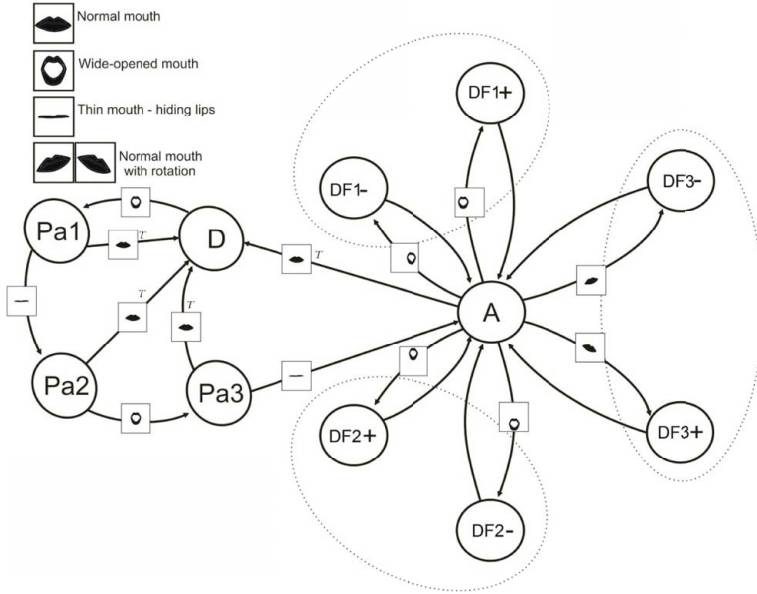 Normal mouth
Wide-opened mouth
Thin mouth - hiding lips
Normal mouth
with rotation
DF1+
DF1-
DF3-
Pa1
T
D
T
A
T
T
Pa2
Pa3
DF2+
DF3+
DF2-